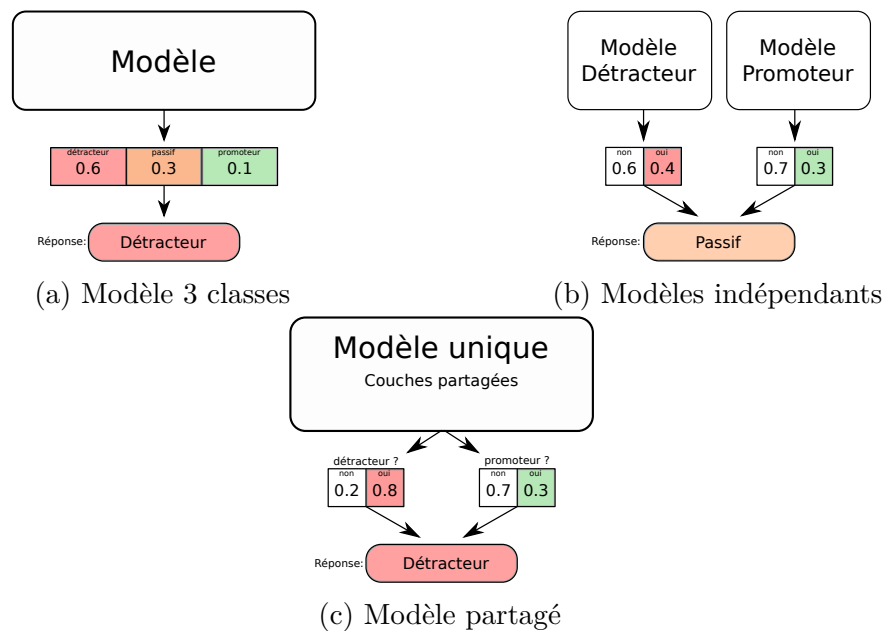 Modèle
détracteur passif promoteur
0.6 0.3 0.1
Réponse: Détracteur
(a) Modèle 3 classes
Modèle
Détracteur
Modèle
Promoteur
non oui
0.6 0.4
non oui
0.7 0.3
Réponse: Passif
(b) Modèles indépendants
Modèle unique
Couches partagées
détracteur ?
non oui
0.2 0.8
promoteur ?
non oui
0.7 0.3
Réponse: Détracteur
(c) Modèle partagé